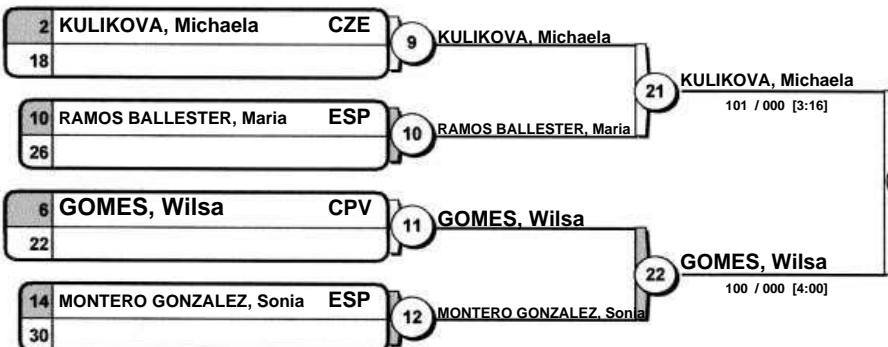 2 KULIKOVA, Michaela CZE
18
9
KULIKOVA, Michaela
10 RAMOS BALLESTER, Maria ESP
26
10
RAMOS BALLESTER, Maria
21
KULIKOVA, Michaela
101 / 000 [3:16]
6 GOMES, Wilsa CPV
22
11
GOMES, Wilsa
14 MONTERO GONZALEZ, Sonia ESP
30
12
MONTERO GONZALEZ, Sonia
22
GOMES, Wilsa
100 / 000 [4:00]